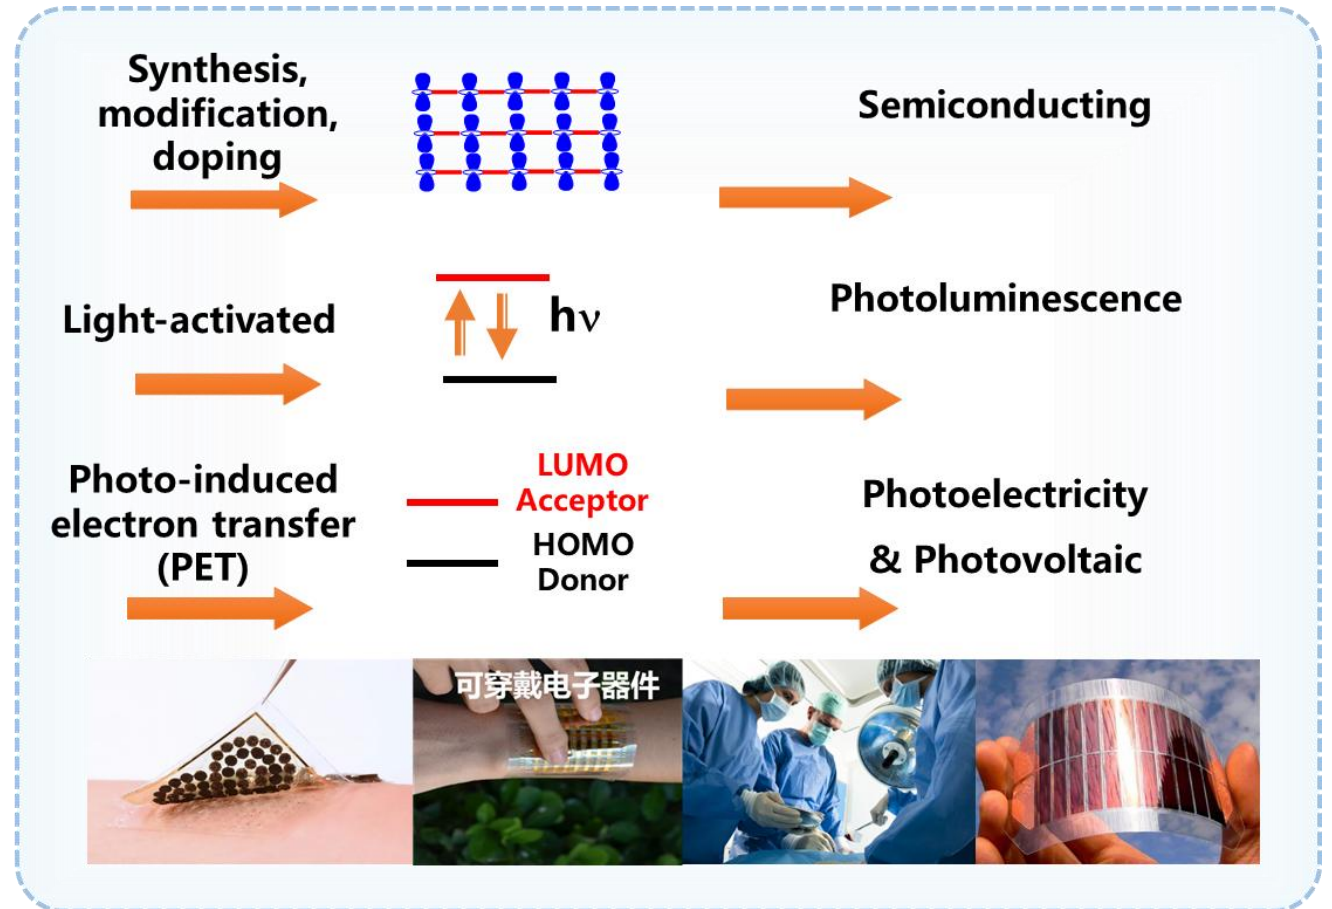 Synthesis,
modification,
doping
Semiconducting
Light-activated
hν
Photoluminescence
Photo-induced
electron transfer
(PET)
LUMO
Acceptor
HOMO
Donor
Photoelectricity
& Photovoltaic
可穿戴电子器件